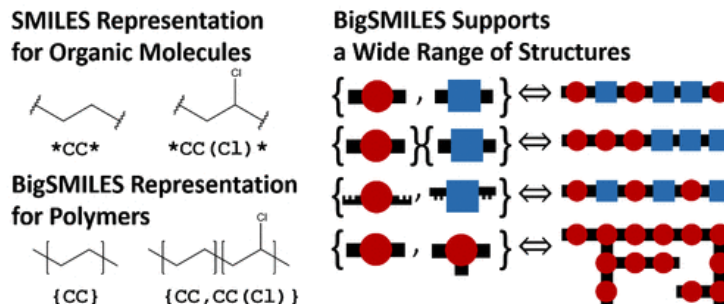 SMILES Representation
for Organic Molecules
Cl
*CC*
*CC(Cl)*
BigSMILES Representation
for Polymers
Cl
{CC}
{CC,CC(Cl)}
BigSMILES Supports
a Wide Range of Structures
{ , } ⇔
{ }{ } ⇔
{ , } ⇔
{ , } ⇔